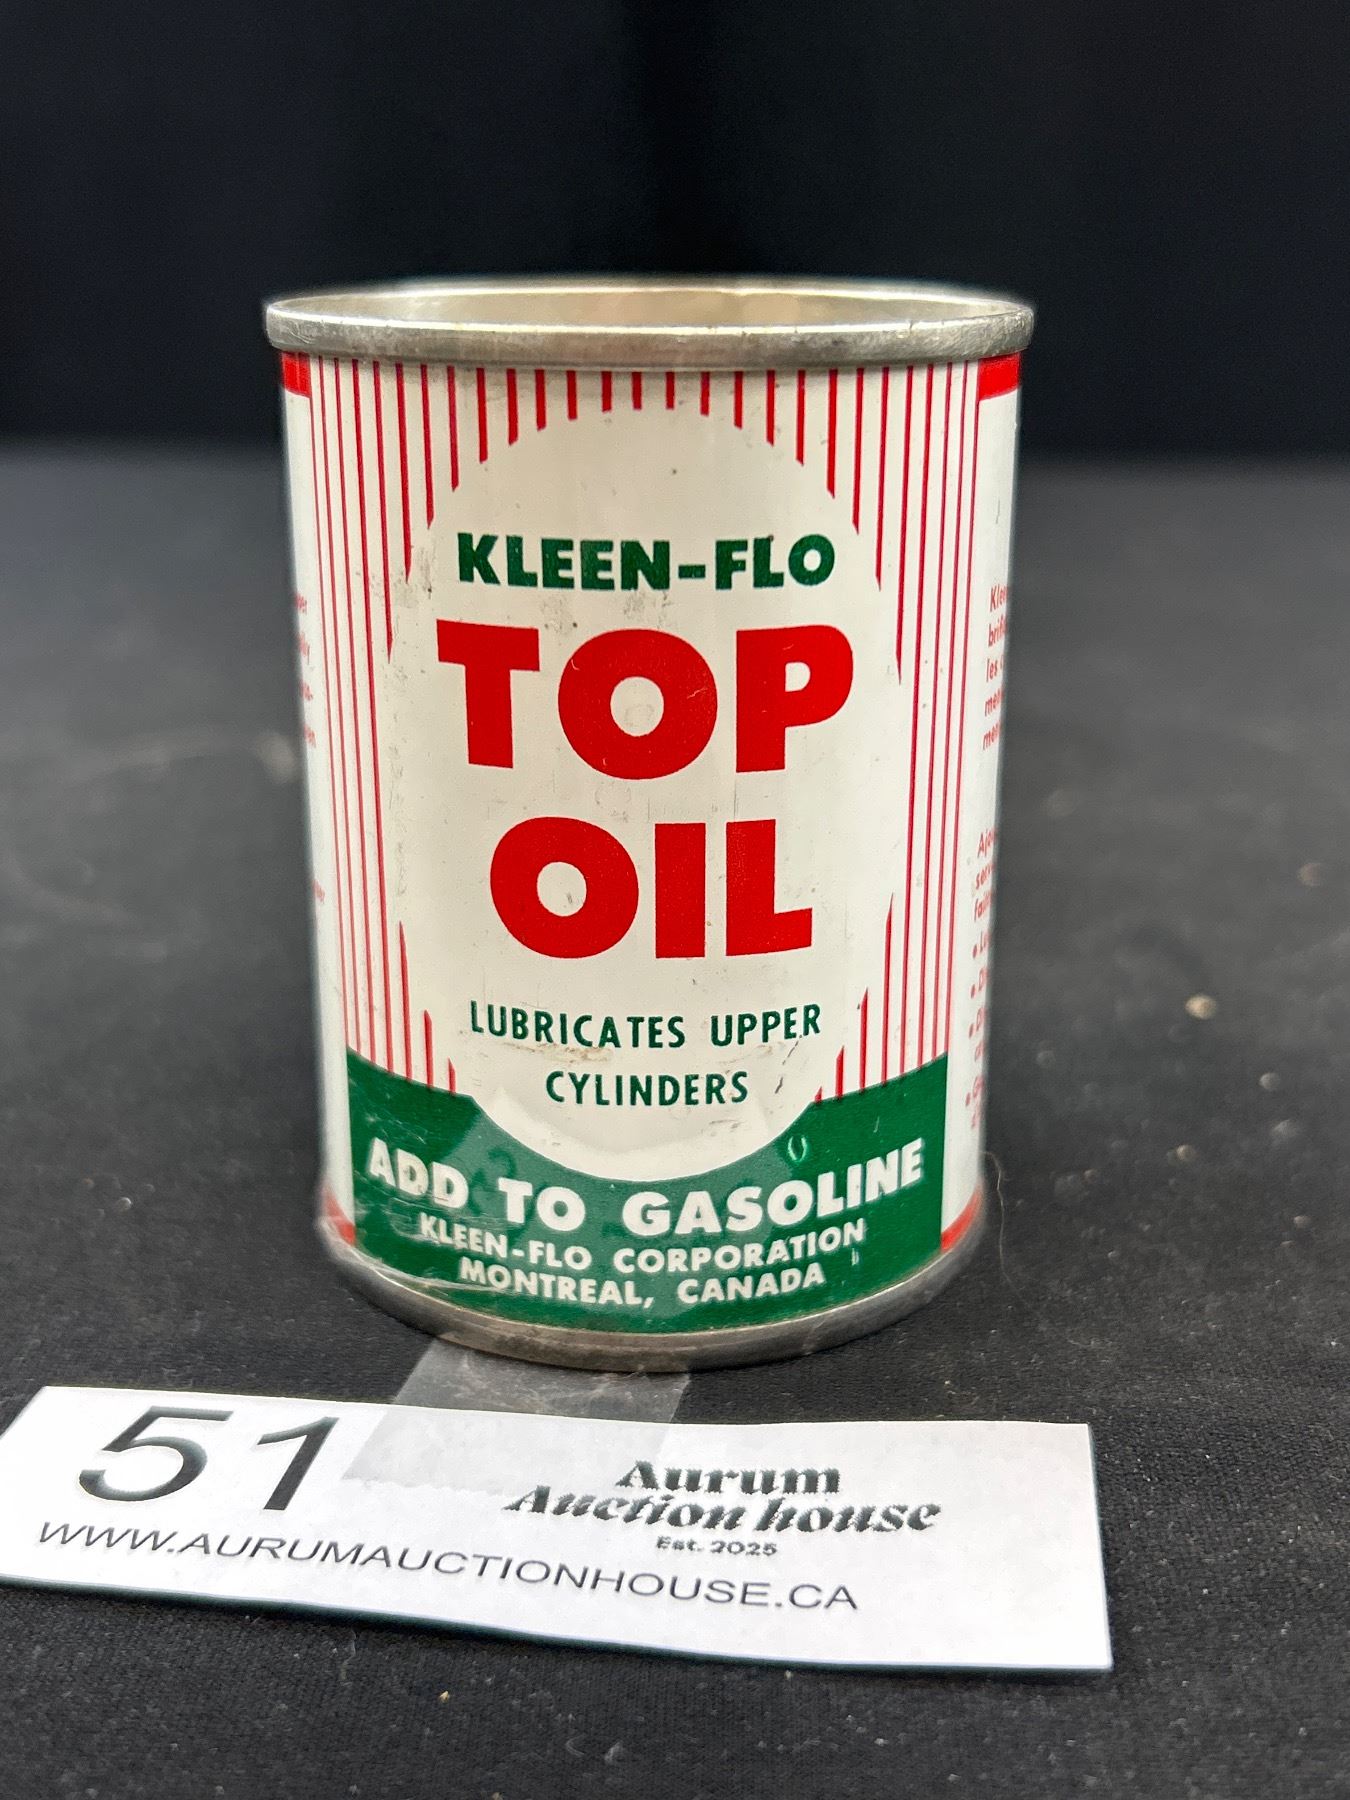 KLEEN-FLO
TOP
OIL
LUBRICATES UPPER
CYLINDERS
ADD TO GASOLINE
KLEEN-FLO CORPORATION
MONTREAL, CANADA
51
Aurum
Auction house
Est. 2025
WWW.AURUMAUCTIONHOUSE.CA